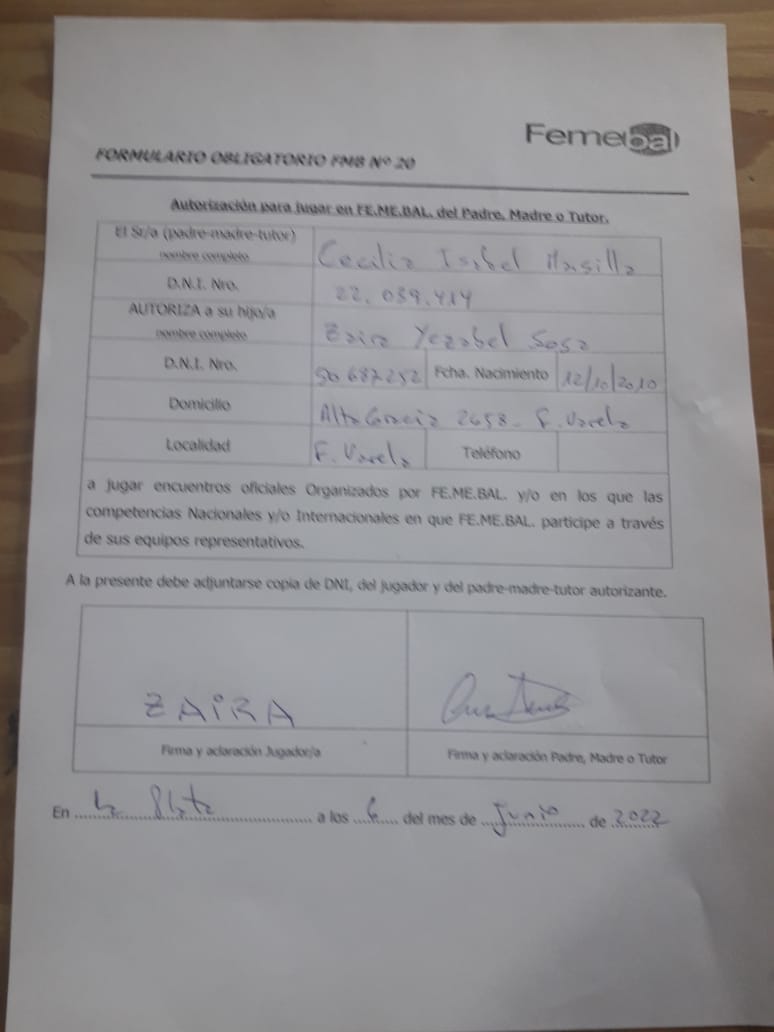 Femebal
FORMULARIO OBLIGATORIO FMB Nº 20
Autorización para jugar en FE.ME.BAL. del Padre, Madre o Tutor.
El Sr/a (padre-madre-tutor)
nombre completo
Cecilia Isabel Mansilla
D.N.I. Nro. 22.039.414
AUTORIZA a su hijo/a
nombre completo
Zaira Yezabel Sosa
D.N.I. Nro. 50687252 Fcha. Nacimiento 12/10/2010
Domicilio Alta Gracia 2458 - F. Varela
Localidad F. Varela Teléfono
a jugar encuentros oficiales Organizados por FE.ME.BAL. y/o en los que las
competencias Nacionales y/o Internacionales en que FE.ME.BAL. participe a través
de sus equipos representativos.
A la presente debe adjuntarse copia de DNI, del jugador y del padre-madre-tutor autorizante.
ZAiRA
Firma y aclaración Jugador/a Firma y aclaración Padre, Madre o Tutor
En La Plata a los 6 del mes de Junio de 2022